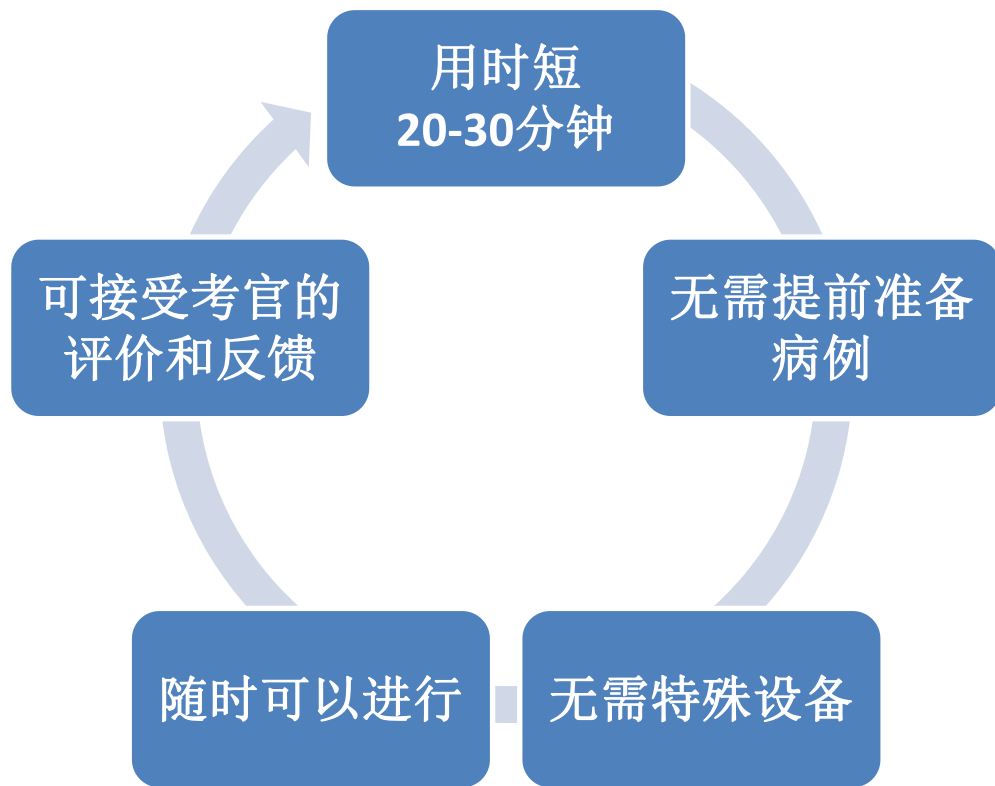 用时短
20-30分钟
无需提前准备
病例
无需特殊设备
随时可以进行
可接受考官的
评价和反馈